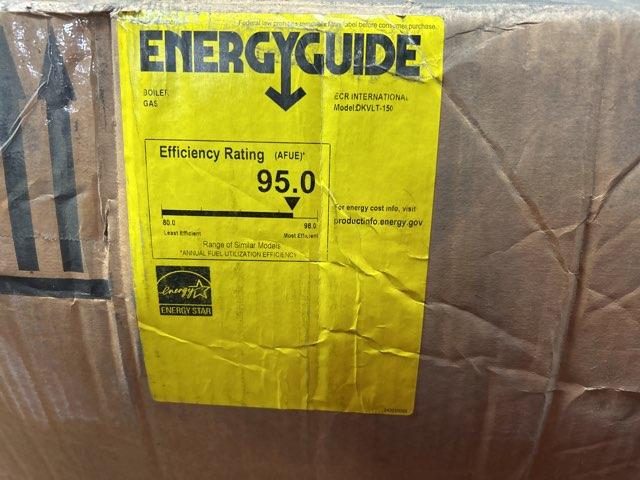 Federal law prohibits removal of this label before consumer purchase.
ENERGYGUIDE
BOILER
GAS
ECR INTERNATIONAL
Model:DKVLT-150
Efficiency Rating (AFUE)*
95.0
80.0
98.0
Least Efficient
Most Efficient
Range of Similar Models
*ANNUAL FUEL UTILIZATION EFFICIENCY
For energy cost info, visit
productinfo.energy.gov
energy
ENERGY STAR